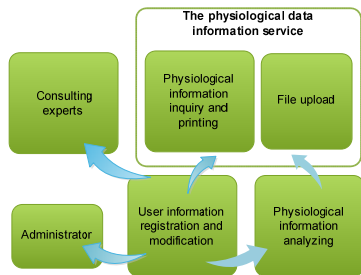 The physiological data
information service
Consulting
experts
Physiological
information
inquiry and
printing
File upload
Administrator
User information
registration and
modification
Physiological
information
analyzing